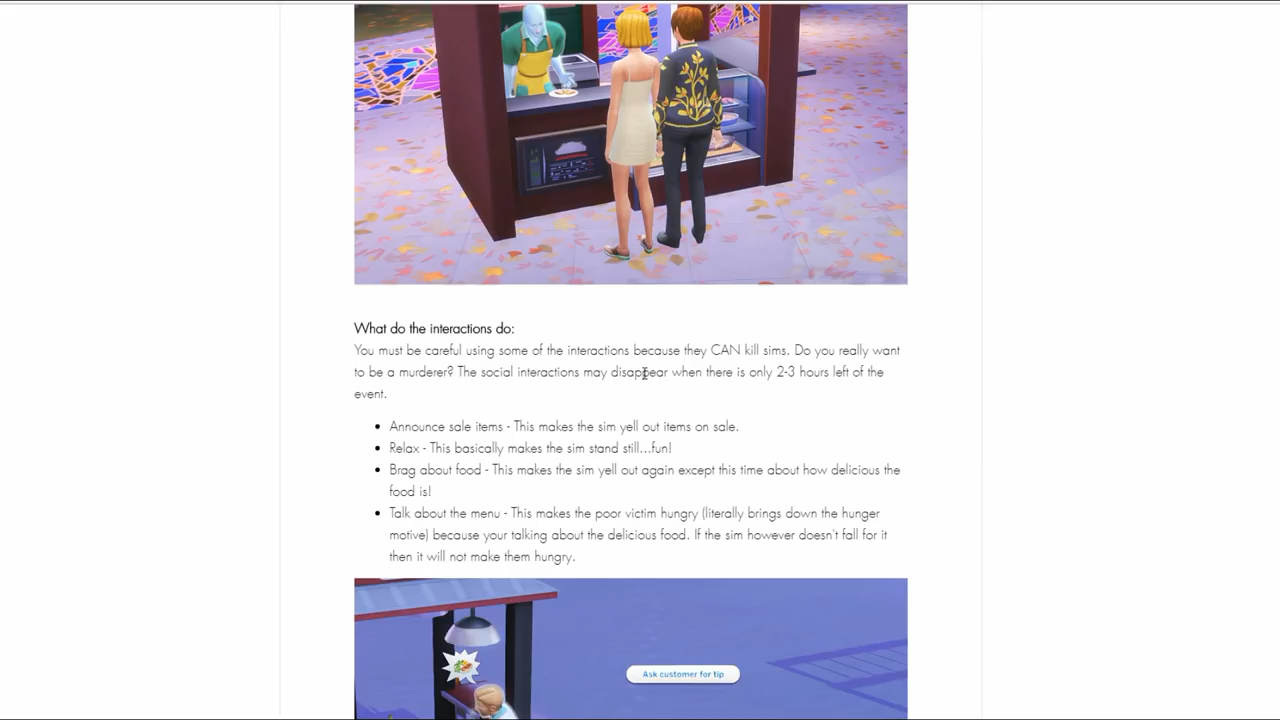 What do the interactions do:
You must be careful using some of the interactions because they CAN kill sims. Do you really want
to be a murderer? The social interactions may disappear when there is only 2-3 hours left of the
event.
• Announce sale items - This makes the sim yell out items on sale.
• Relax - This basically makes the sim stand still...fun!
• Brag about food - This makes the sim yell out again except this time about how delicious the
food is!
• Talk about the menu - This makes the poor victim hungry (literally brings down the hunger
motive) because your talking about the delicious food. If the sim however doesn't fall for it
then it will not make them hungry.
Ask customer for tip